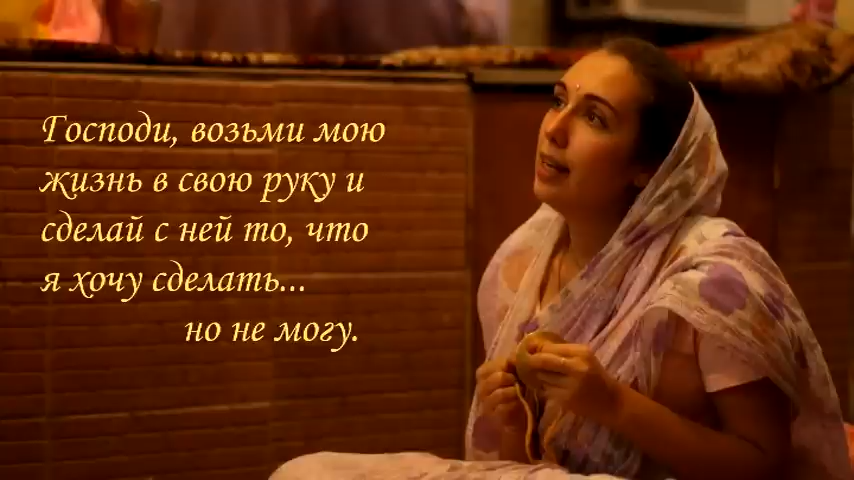 Господи, возьми мою
жизнь в свою руку и
сделай с ней то, что
я хочу сделать...
но не могу.